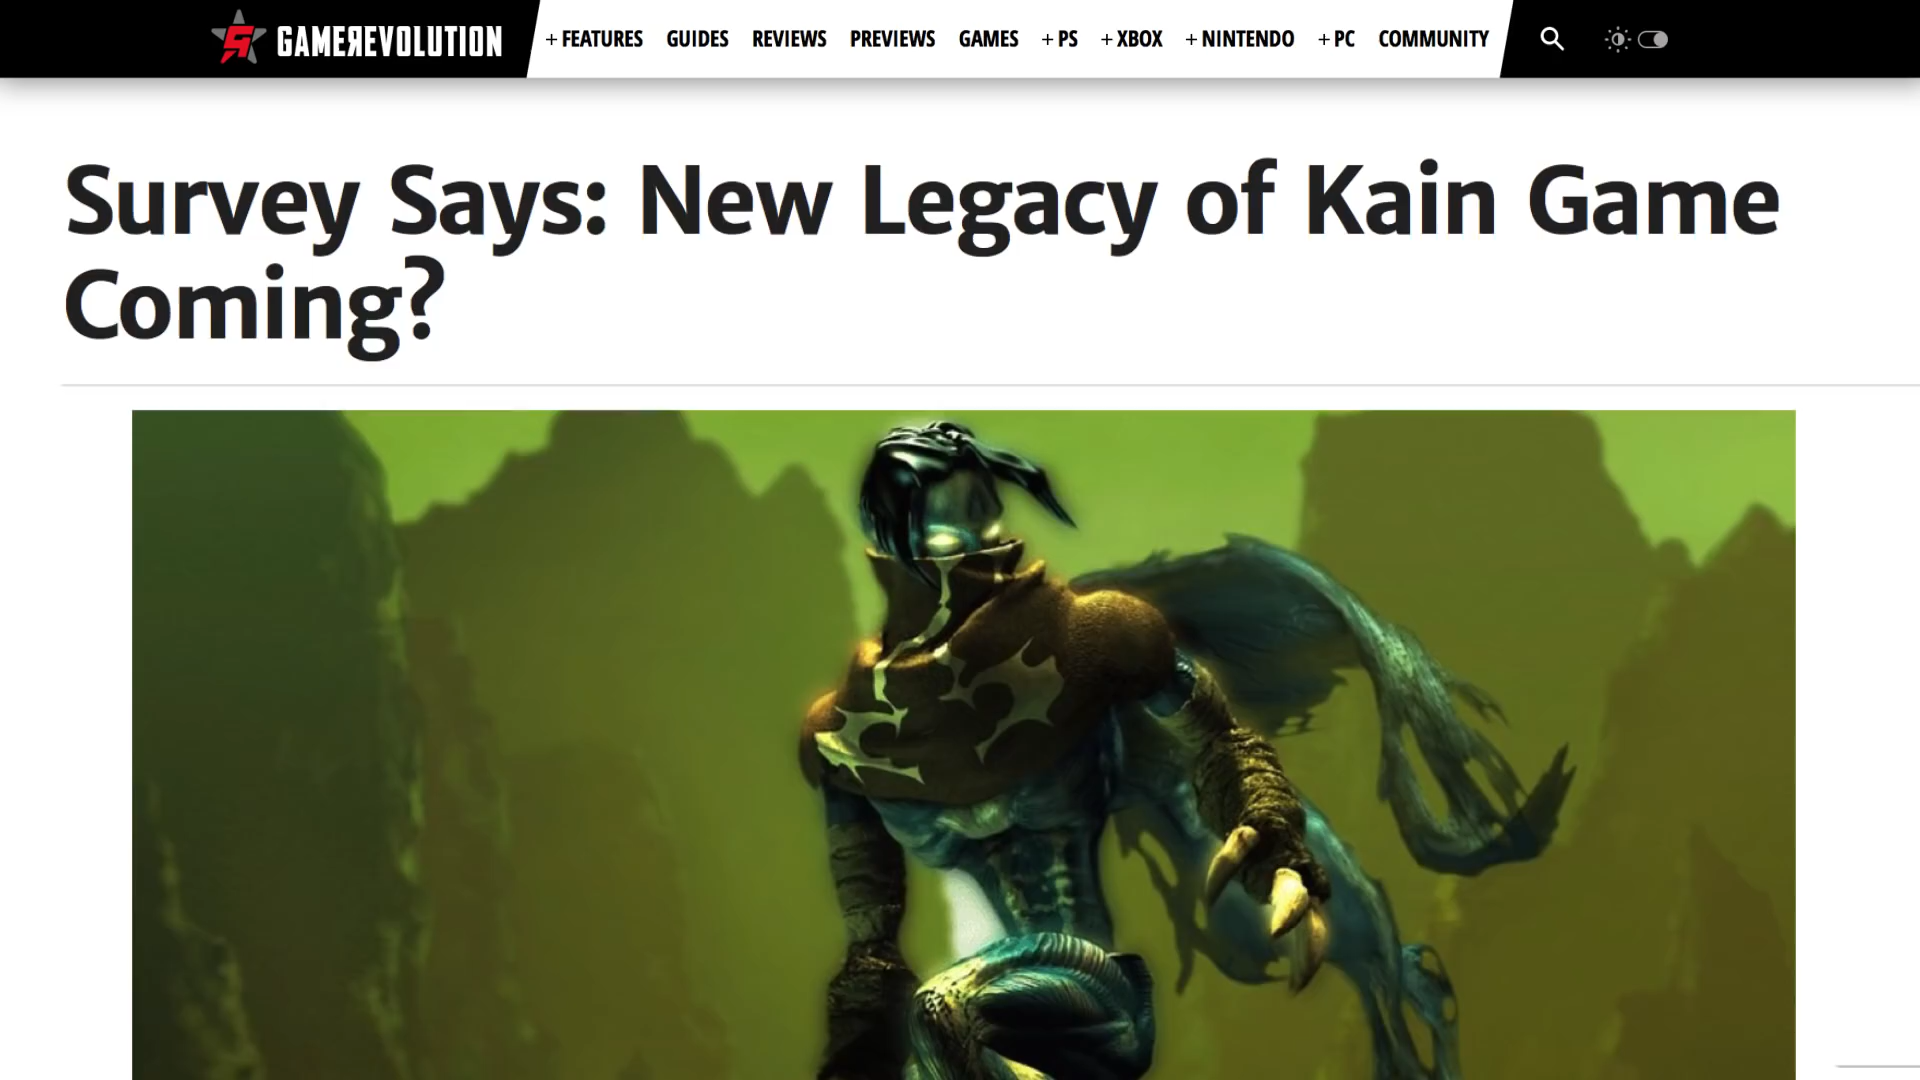 GAMEREVOLUTION
+ FEATURES GUIDES REVIEWS PREVIEWS GAMES + PS + XBOX + NINTENDO + PC COMMUNITY
Survey Says: New Legacy of Kain Game
Coming?